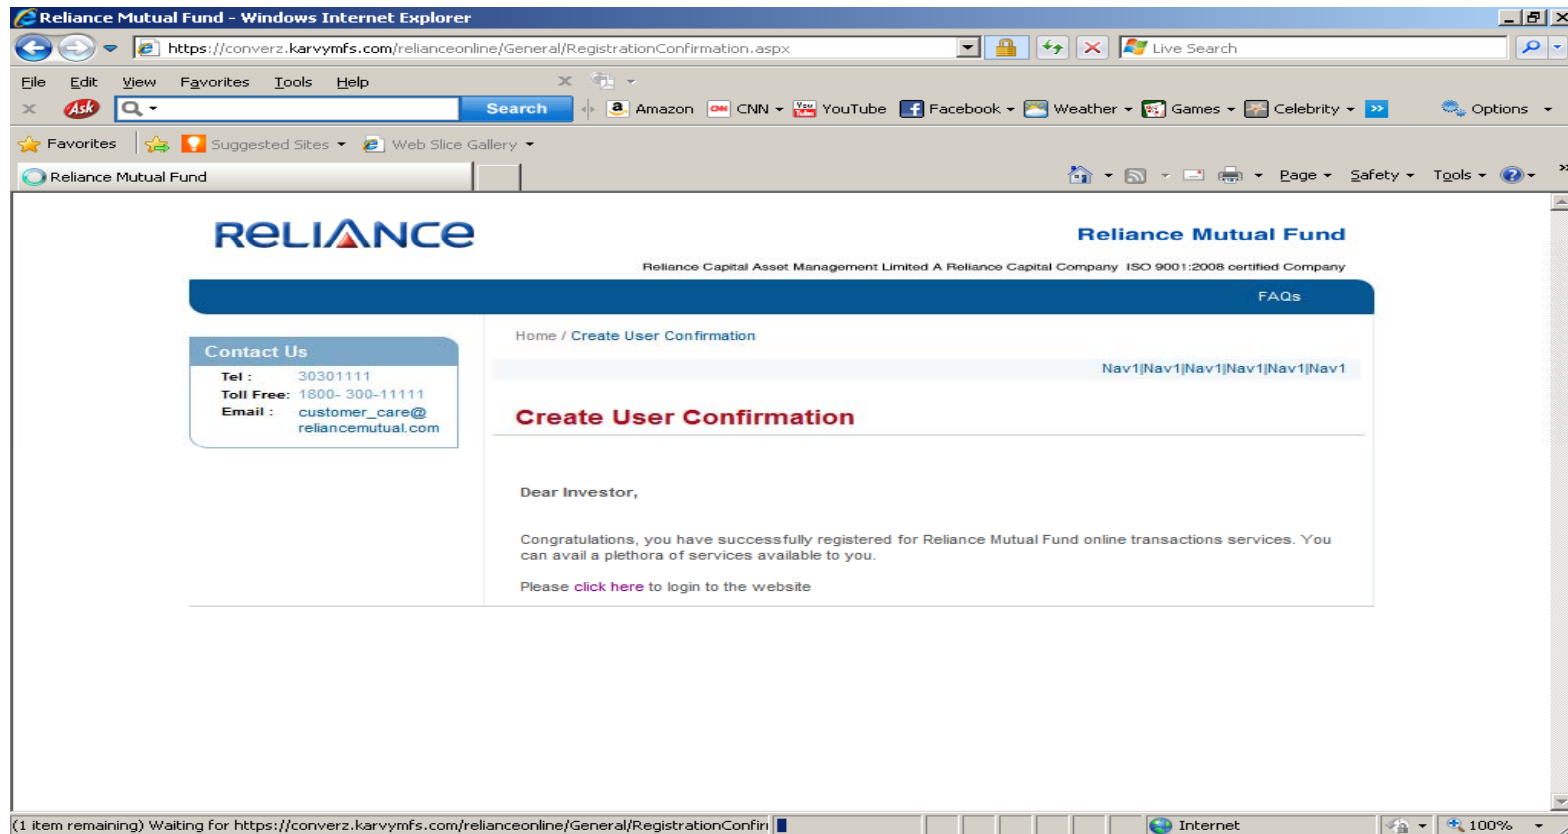 Reliance Mutual Fund - Windows Internet Explorer
https://converz.karvymfs.com/relianceonline/General/RegistrationConfirmation.aspx
Live Search
File Edit View Favorites Tools Help
Ask Search Amazon CNN YouTube Facebook Weather Games Celebrity Options
Favorites Suggested Sites Web Slice Gallery
Reliance Mutual Fund
Page Safety Tools
RELIANCE
Reliance Mutual Fund
Reliance Capital Asset Management Limited A Reliance Capital Company ISO 9001:2008 certified Company
FAQs
Contact Us
Tel : 30301111
Toll Free: 1800- 300-11111
Email : customer_care@
reliancemutual.com
Home / Create User Confirmation
Nav1|Nav1|Nav1|Nav1|Nav1|Nav1
Create User Confirmation
Dear Investor,
Congratulations, you have successfully registered for Reliance Mutual Fund online transactions services. You
can avail a plethora of services available to you.
Please click here to login to the website
(1 item remaining) Waiting for https://converz.karvymfs.com/relianceonline/General/RegistrationConfir
Internet
100%